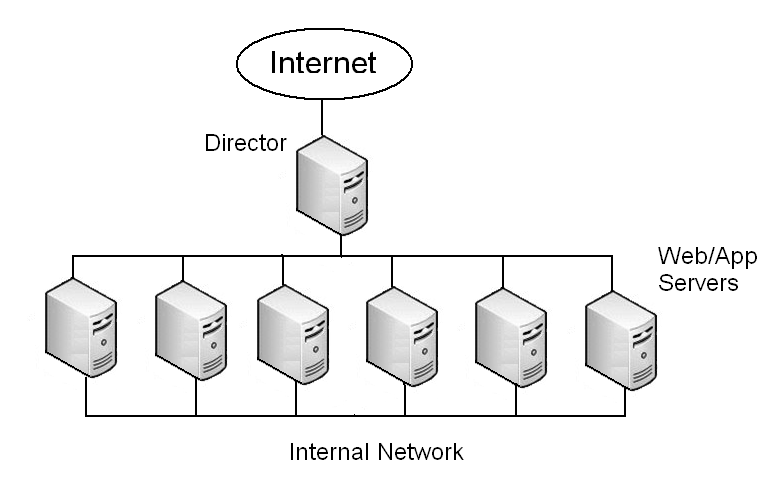 Internet
Director
Web/App
Servers
Internal Network